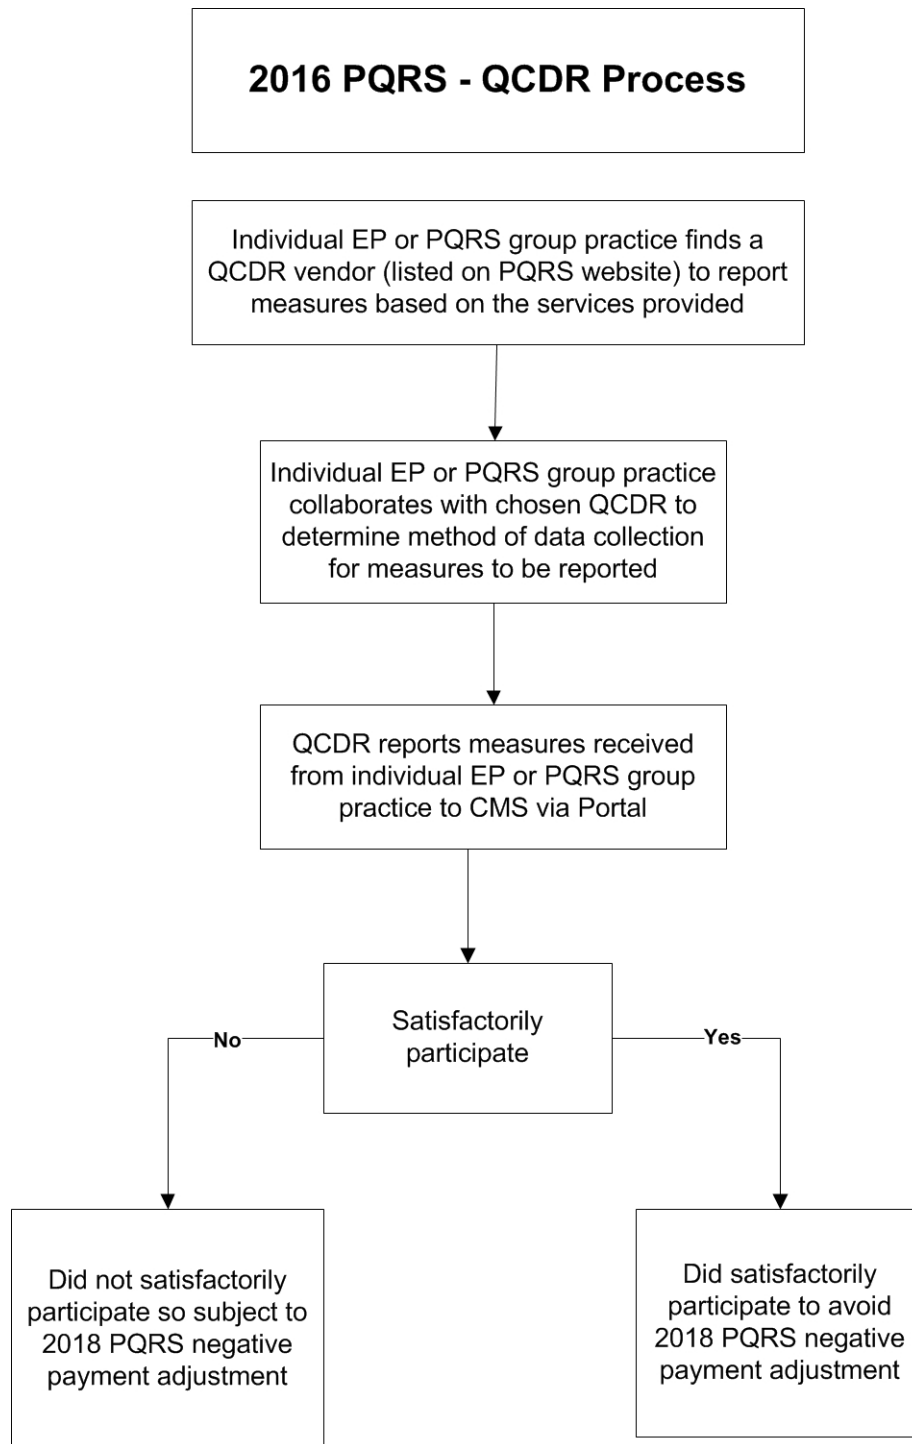 2016 PQRS - QCDR Process
Individual EP or PQRS group practice finds a
QCDR vendor (listed on PQRS website) to report
measures based on the services provided
Individual EP or PQRS group practice
collaborates with chosen QCDR to
determine method of data collection
for measures to be reported
QCDR reports measures received
from individual EP or PQRS group
practice to CMS via Portal
Satisfactorily
participate
No
Yes
Did not satisfactorily
participate so subject to
2018 PQRS negative
payment adjustment
Did satisfactorily
participate to avoid
2018 PQRS negative
payment adjustment